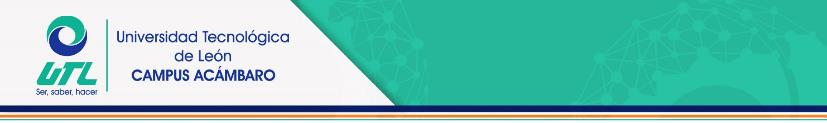 Universidad Tecnológica
de León
CAMPUS ACÁMBARO
UTL
Ser, saber, hacer